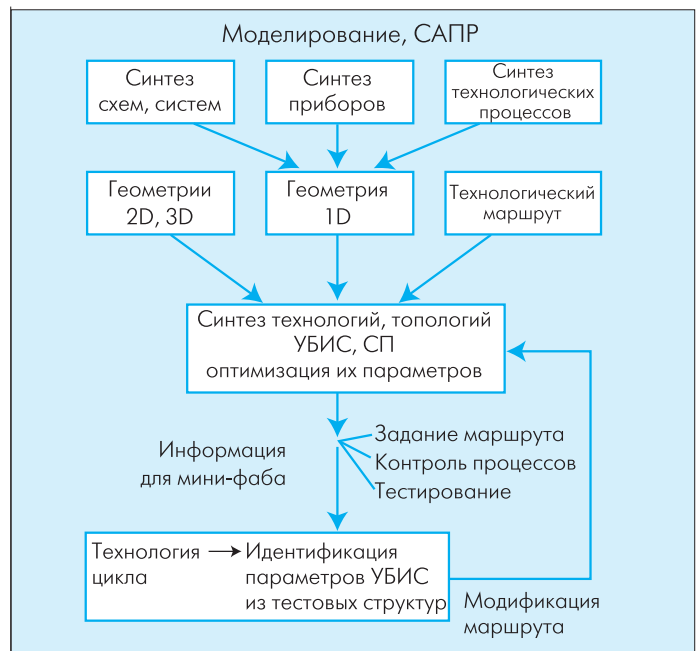 Моделирование, САПР
Синтез
схем, систем
Синтез
приборов
Синтез
технологических
процессов
Геометрии
2D, 3D
Геометрия
1D
Технологический
маршрут
Синтез технологий, топологий
УБИС, СП
оптимизация их параметров
Информация
для мини-фаба
Задание маршрута
Контроль процессов
Тестирование
Технология
цикла
Идентификация
параметров УБИС
из тестовых структур
Модификация
маршрута